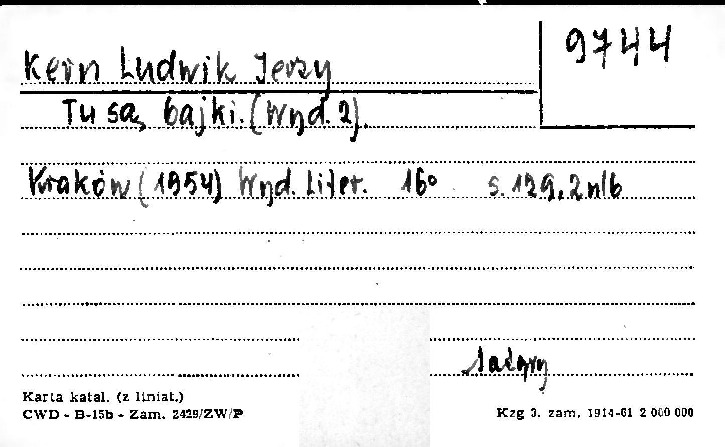 9744
Kern Ludwik Jerzy
Tu są bajki. (Wyd. 2).
Kraków (1954) Wyd. Liter. 16° s. 129, 2 nlb
Karta katal. (z liniat.)
CWD - B-15b - Zam. 2429/ZW/P
Kzg 3. zam. 1914-61 2 000 000